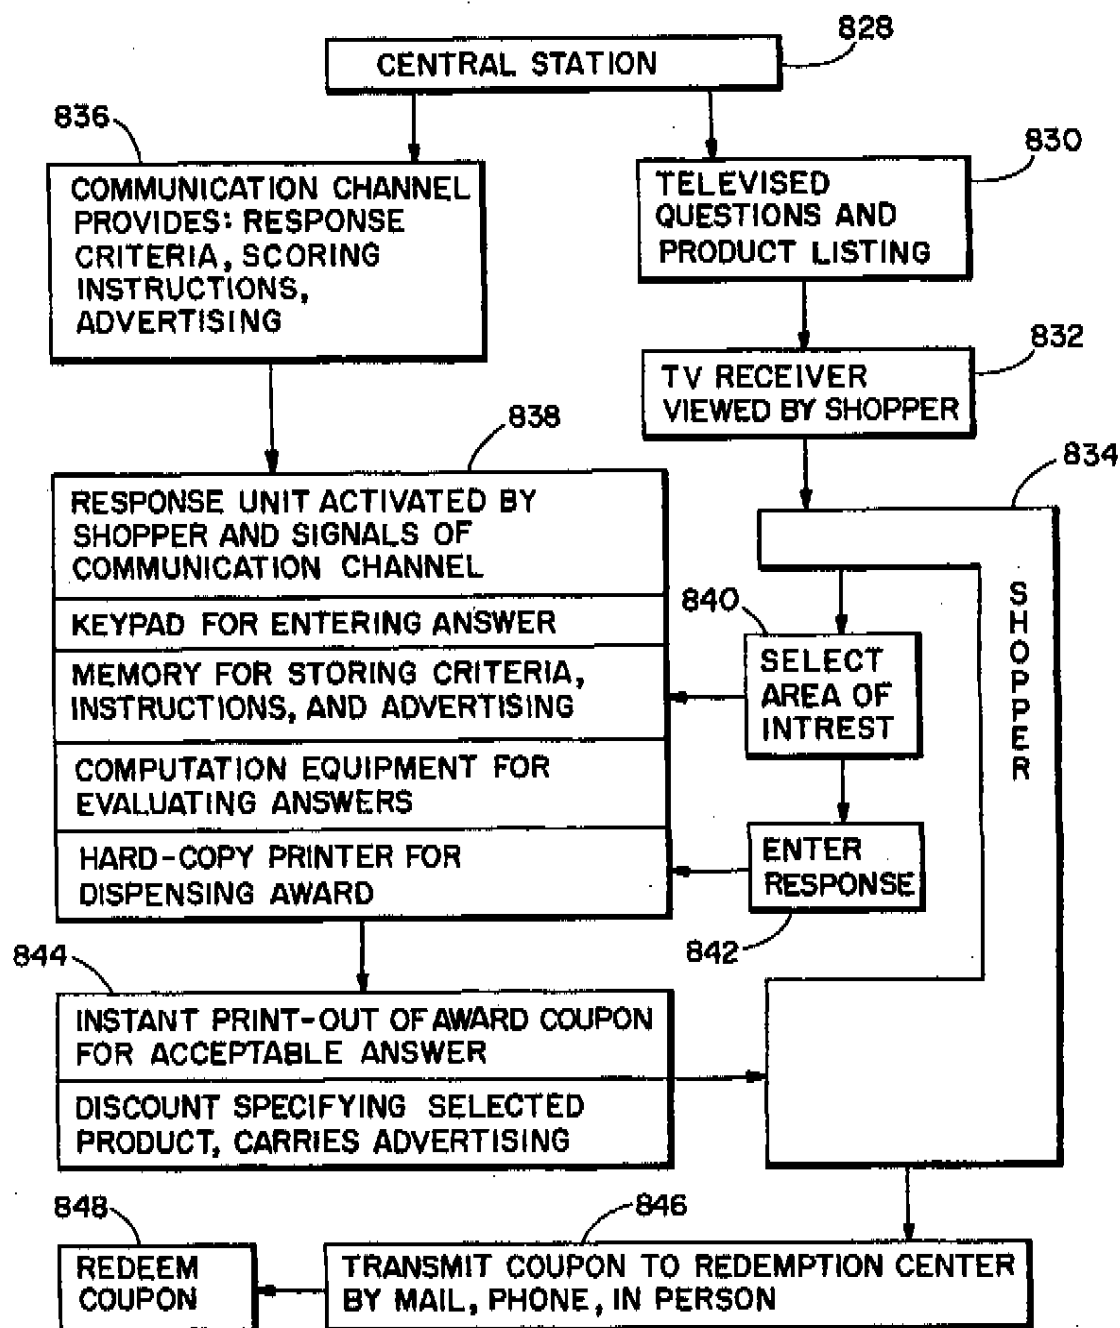 828
CENTRAL STATION
836
830
COMMUNICATION CHANNEL
PROVIDES: RESPONSE
CRITERIA, SCORING
INSTRUCTIONS,
ADVERTISING
TELEVISED
QUESTIONS AND
PRODUCT LISTING
832
TV RECEIVER
VIEWED BY SHOPPER
838
834
RESPONSE UNIT ACTIVATED BY
SHOPPER AND SIGNALS OF
COMMUNICATION CHANNEL
KEYPAD FOR ENTERING ANSWER
MEMORY FOR STORING CRITERIA,
INSTRUCTIONS, AND ADVERTISING
COMPUTATION EQUIPMENT FOR
EVALUATING ANSWERS
HARD-COPY PRINTER FOR
DISPENSING AWARD
840
SELECT
AREA OF
INTREST
SHOPPER
ENTER
RESPONSE
842
844
INSTANT PRINT-OUT OF AWARD COUPON
FOR ACCEPTABLE ANSWER
DISCOUNT SPECIFYING SELECTED
PRODUCT, CARRIES ADVERTISING
848
846
REDEEM
COUPON
TRANSMIT COUPON TO REDEMPTION CENTER
BY MAIL, PHONE, IN PERSON